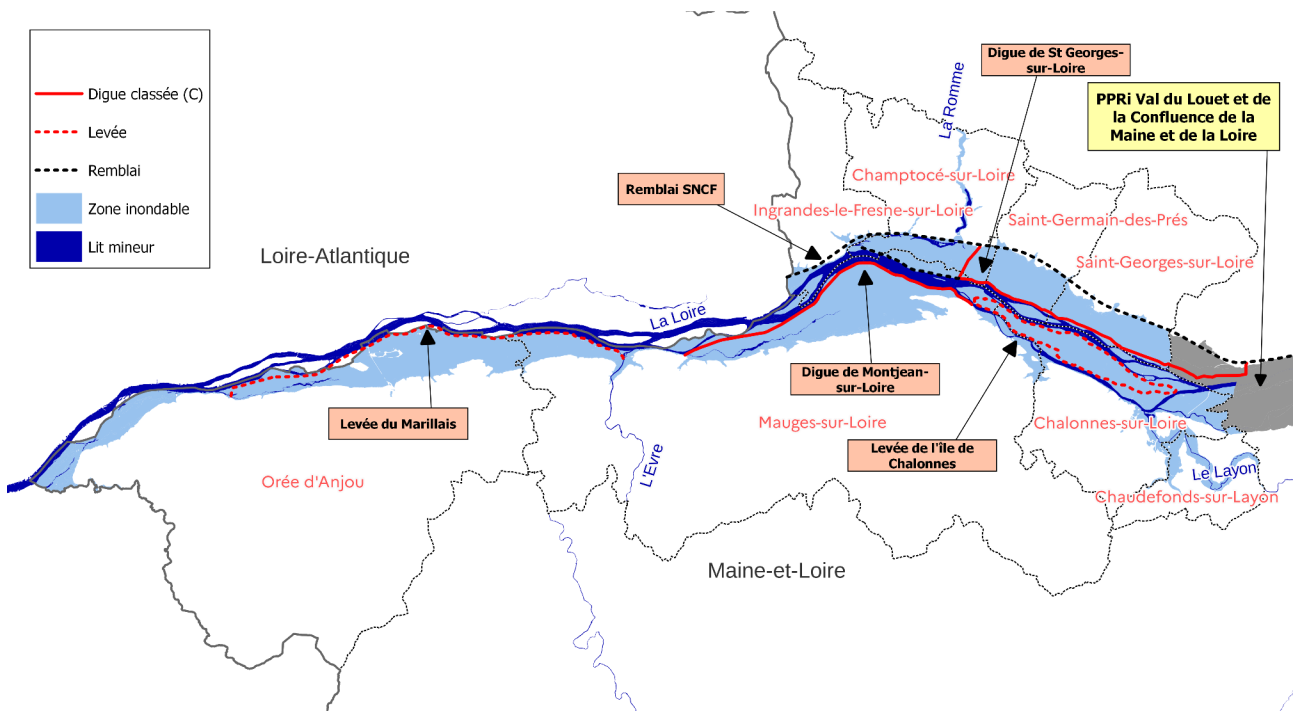 Digue classée (C)
Levée
Remblai
Zone inondable
Lit mineur
Digue de St Georges-
sur-Loire
PPRi Val du Louet et de
la Confluence de la
Maine et de la Loire
La Romme
Remblai SNCF
Champtocé-sur-Loire
Ingrandes-le-Fresne-sur-Loire
Saint-Germain-des-Prés
Saint-Georges-sur-Loire
Loire-Atlantique
La Loire
Digue de Montjean-
sur-Loire
Levée du Marillais
Mauges-sur-Loire
Chalonnes-sur-Loire
Levée de l'île de
Chalonnes
L'Evre
Orée d'Anjou
Le Layon
Chaudefonds-sur-Layon
Maine-et-Loire